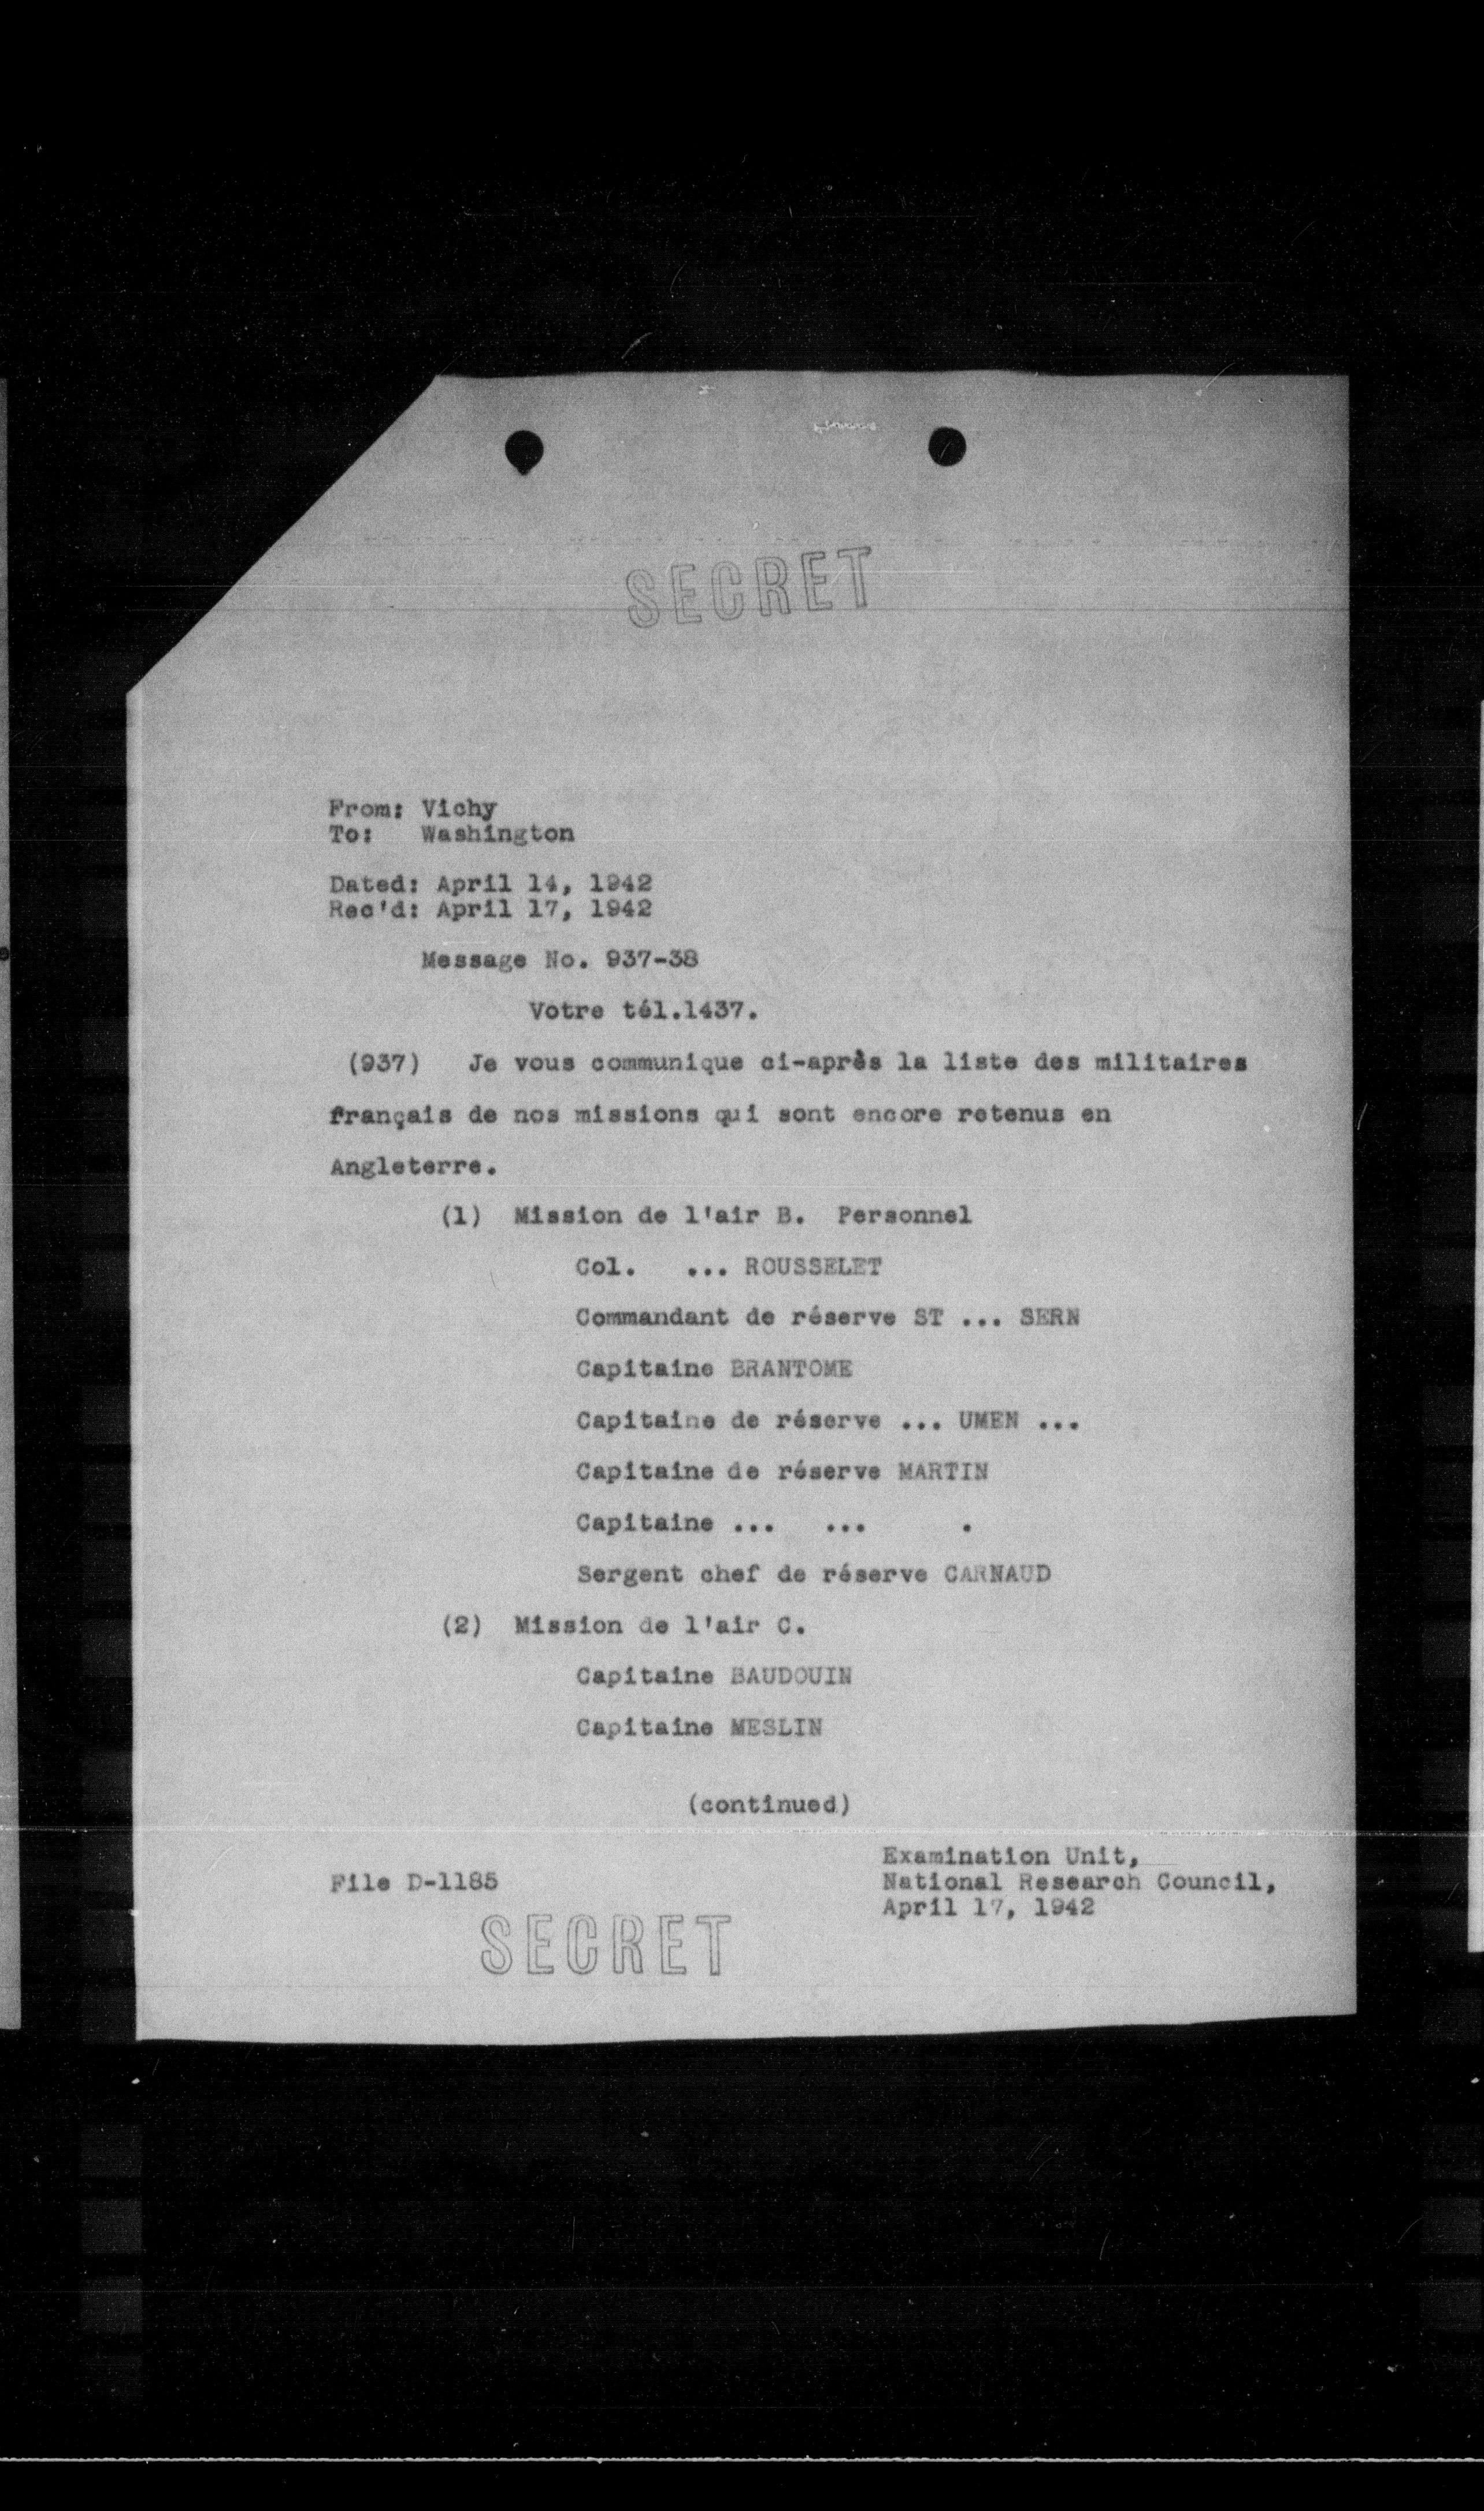 SECRET
From: Vichy
To: Washington
Dated: April 14, 1942
Rec'd: April 17, 1942
Message No. 937-38
Votre tél.1437.
(937) Je vous communique ci-après la liste des militaires
français de nos missions qui sont encore retenus en
Angleterre.
(1) Mission de l'air B. Personnel
Col. ... ROUSSELET
Commandant de réserve ST ... SERN
Capitaine BRANTOME
Capitaine de réserve ... UMEN ...
Capitaine de réserve MARTIN
Capitaine ... ... .
Sergent chef de réserve CARNAUD
(2) Mission de l'air C.
Capitaine BAUDOUIN
Capitaine MESLIN
(continued)
Examination Unit,
File D-1185 National Research Council,
April 17, 1942
SECRET